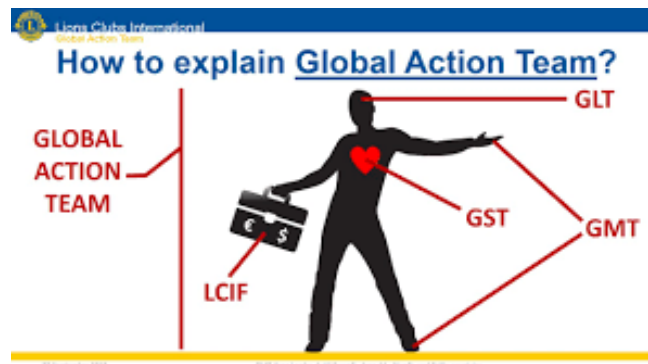 Lions Clubs International
Global Action Team
How to explain Global Action Team?
GLT
GLOBAL
ACTION
TEAM
GST
GMT
€ $
LCIF